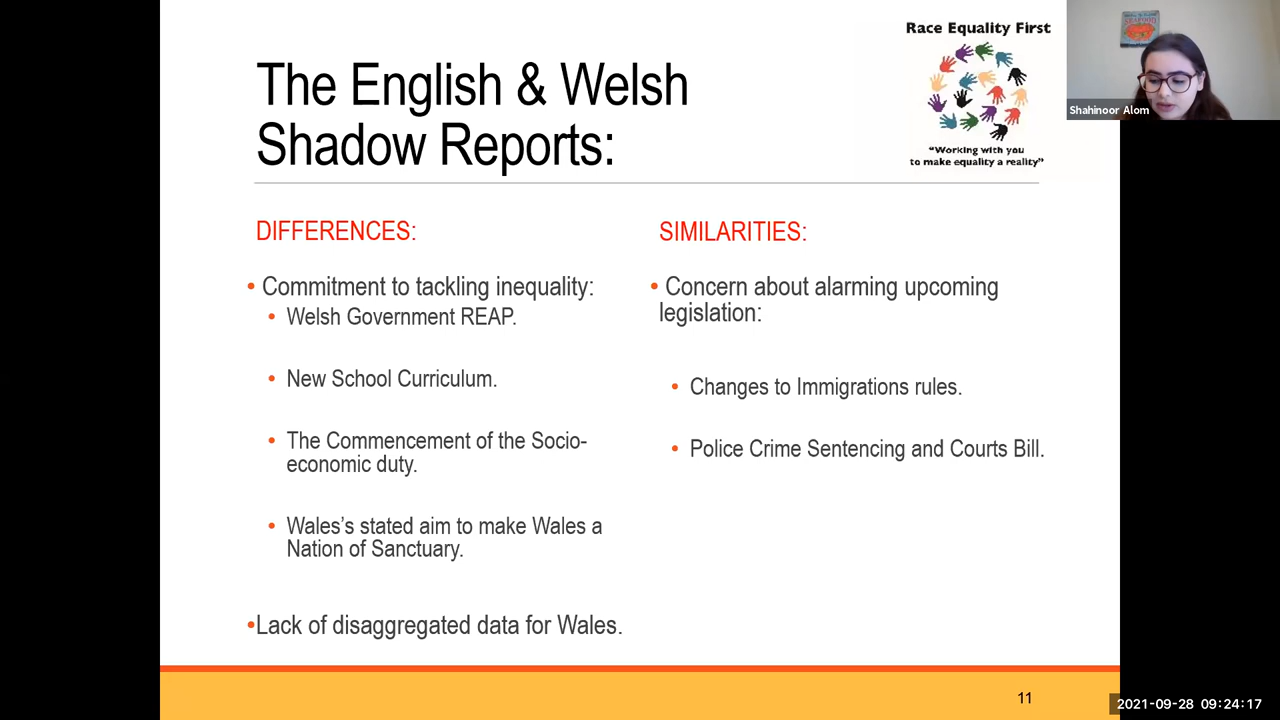 The English & Welsh
Shadow Reports:
Race Equality First
"Working with you
to make equality a reality"
Shahinoor Alom
DIFFERENCES:
• Commitment to tackling inequality:
• Welsh Government REAP.
• New School Curriculum.
• The Commencement of the Socio-
economic duty.
• Wales's stated aim to make Wales a
Nation of Sanctuary.
•Lack of disaggregated data for Wales.
SIMILARITIES:
• Concern about alarming upcoming
legislation:
• Changes to Immigrations rules.
• Police Crime Sentencing and Courts Bill.
11
2021-09-28 09:24:17